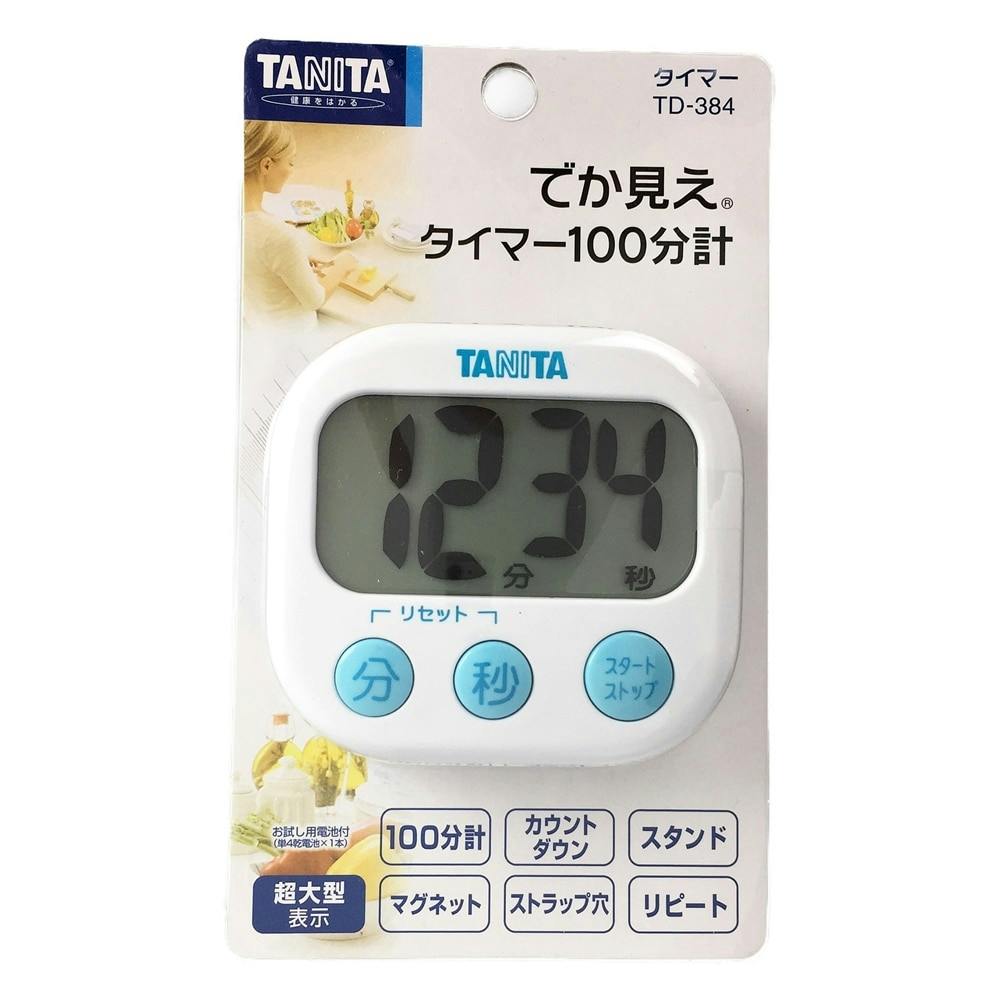 TANITA
健康をはかる
タイマー
TD-384
でか見え®
タイマー100分計
TANITA
12 34
分 秒
リセット
分
秒
スタート
ストップ
お試し用電池付
(単4乾電池×1本)
超大型
表示
100分計
カウント
ダウン
スタンド
マグネット
ストラップ穴
リピート